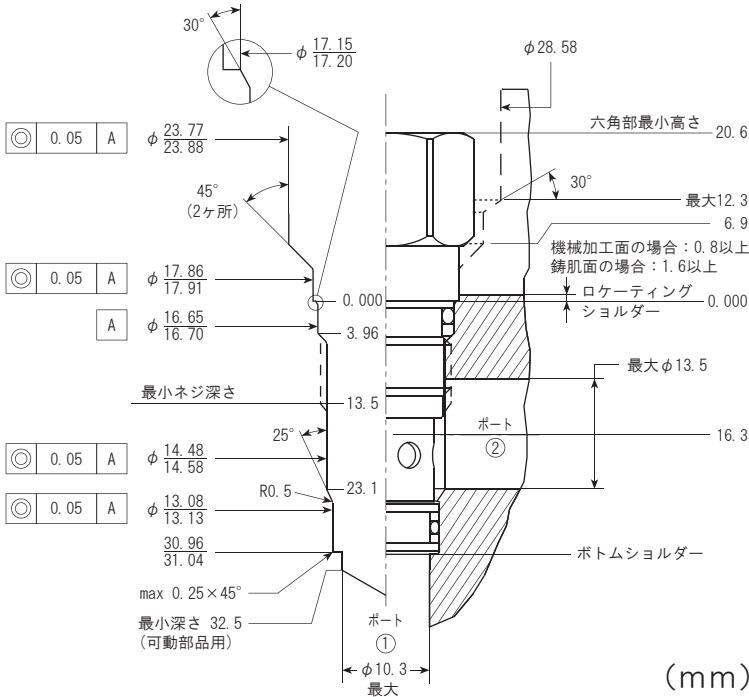 30°
φ 17.15
17.20
φ28.58
六角部最小高さ 20.6
◎ 0.05 A φ 23.77
23.88
45°
(2ヶ所)
30°
最大12.3
6.9
機械加工面の場合：0.8以上
鋳肌面の場合：1.6以上
◎ 0.05 A φ 17.86
17.91
0.000
ロケーティング
ショルダー
0.000
A φ 16.65
16.70
3.96
最大φ13.5
最小ネジ深さ
13.5
ポート
②
16.3
25°
◎ 0.05 A φ 14.48
14.58
R0.5
23.1
◎ 0.05 A φ 13.08
13.13
30.96
31.04
ボトムショルダー
max 0.25×45°
最小深さ 32.5
(可動部品用)
ポート
①
φ10.3
最大
(mm)